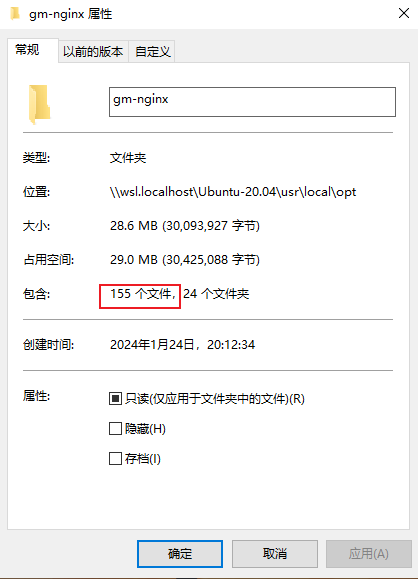 gm-nginx 属性
常规 以前的版本 自定义
gm-nginx
类型: 文件夹
位置: \\wsl.localhost\Ubuntu-20.04\usr\local\opt
大小: 28.6 MB (30,093,927 字节)
占用空间: 29.0 MB (30,425,088 字节)
包含: 155 个文件，24 个文件夹
创建时间: 2024年1月24日，20:12:34
属性: 只读(仅应用于文件夹中的文件)(R)
隐藏(H)
存档(I)
确定 取消 应用(A)